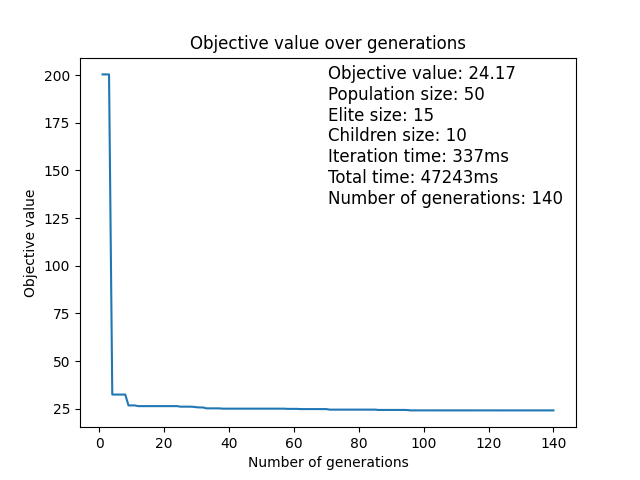 Objective value over generations
Objective value: 24.17
Population size: 50
Elite size: 15
Children size: 10
Iteration time: 337ms
Total time: 47243ms
Number of generations: 140
Objective value
200
175
150
125
100
75
50
25
0 20 40 60 80 100 120 140
Number of generations